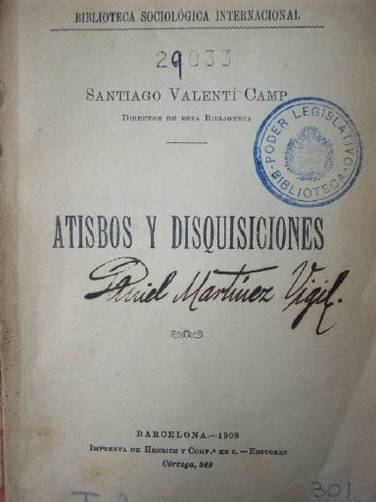 BIBLIOTECA SOCIOLÓGICA INTERNACIONAL
29033
SANTIAGO VALENTÍ CAMP
DIRECTOR DE ESTA BIBLIOTECA
PODER LEGISLATIVO
BIBLIOTECA
ATISBOS Y DISQUISICIONES
Daniel Martínez Vigil.
BARCELONA.—1908
IMPRENTA DE HENRICH Y COMP.ª EN C.—EDITORES
Córcega, 348
301